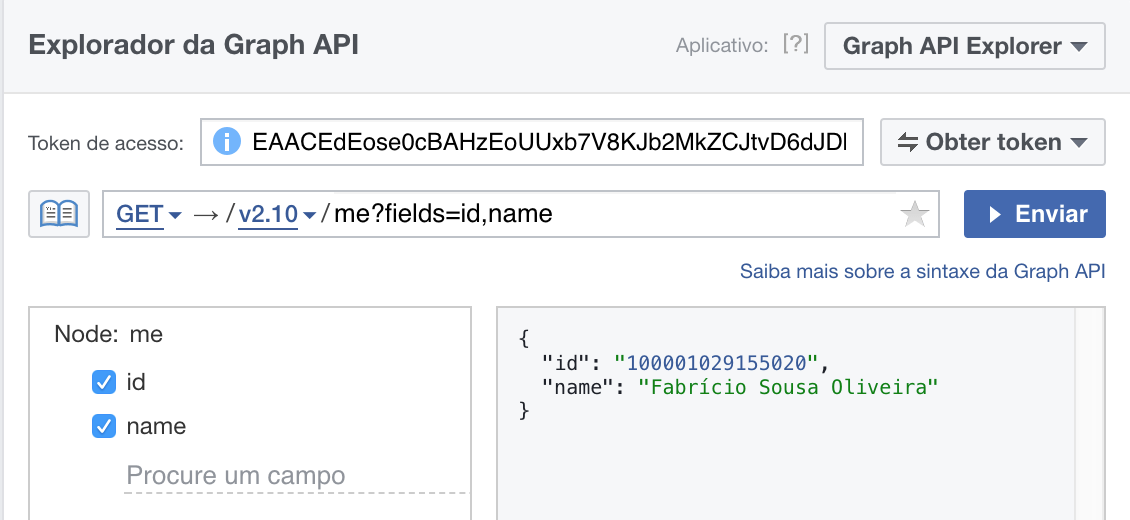 Explorador da Graph API
Aplicativo: [?] Graph API Explorer
Token de acesso: EAACEdEose0cBAHzEoUUxb7V8KJb2MkZCJtvD6dJDl Obter token
GET → / v2.10 / me?fields=id,name Enviar
Saiba mais sobre a sintaxe da Graph API
Node: me
id
name
Procure um campo
{
"id": "100001029155020",
"name": "Fabrício Sousa Oliveira"
}